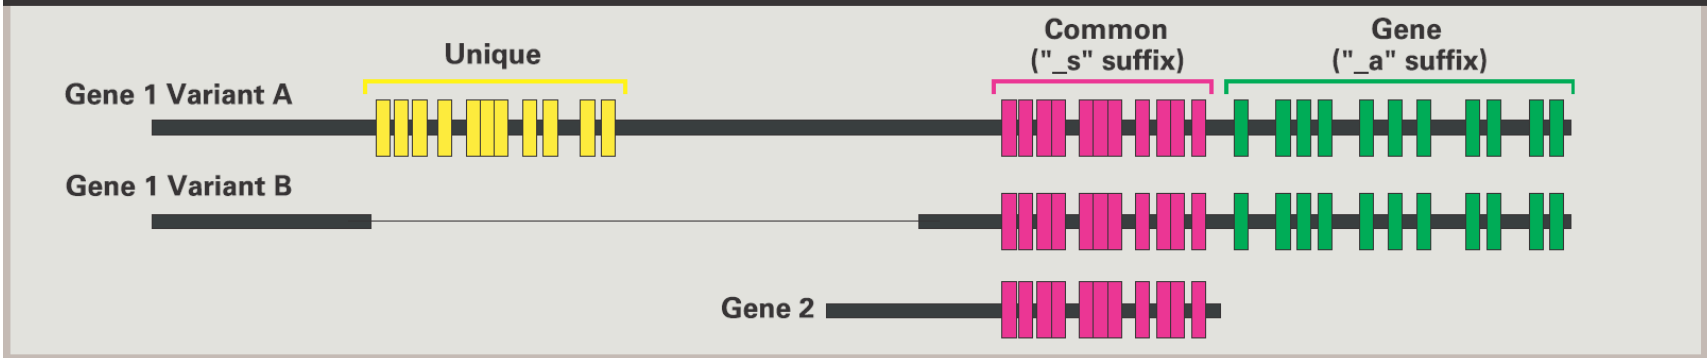 Unique
Common
("_s" suffix)
Gene
("_a" suffix)
Gene 1 Variant A
Gene 1 Variant B
Gene 2